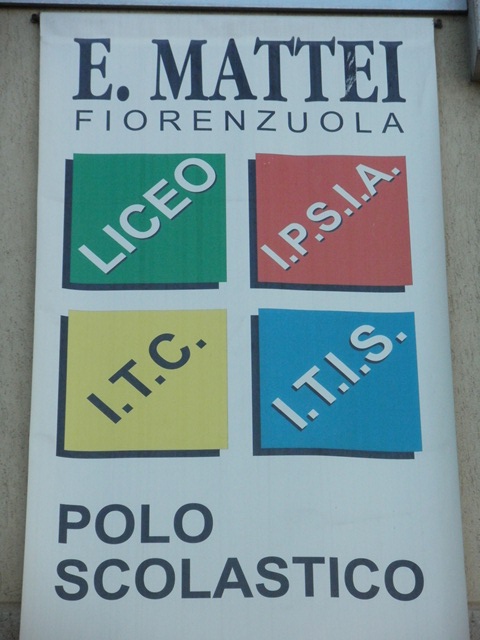 E. MATTEI
FIORENZUOLA
LICEO
I.P.S.I.A.
I.T.C.
I.T.I.S.
POLO
SCOLASTICO